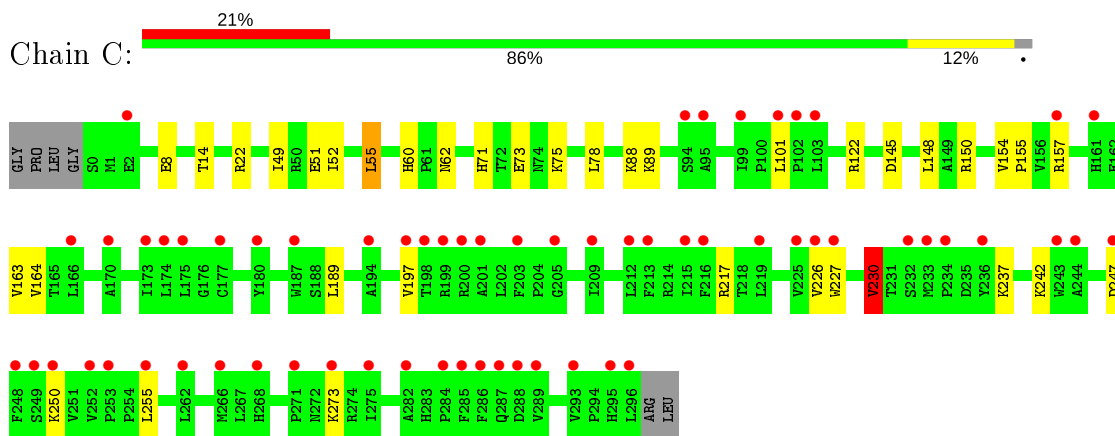 21%
Chain C:
86%
12%
•
GLY PRO LEU GLY S0 M1 E2 E8 T14 R22 I49 R50 E51 I52 L55 H60 P61 N62 H71 T72 E73 N74 K75 L78 K88 K89 S94 A95 I99 P100 L101 P102 L103 R122 D145 L148 A149 R150 V154 P155 V156 R157 H161 E162
V163 V164 T165 L166 A170 I173 L174 L175 G176 C177 Y180 W187 S188 L189 A194 V197 T198 R199 R200 A201 L202 F203 P204 G205 I209 L212 F213 R214 I215 F216 R217 T218 L219 V225 V226 W227 V230 T231 S232 M233 P234 D235 Y236 K237 K242 W243 A244
F248 S249 K250 V251 V252 P253 P254 L255 L262 M266 L267 H268 P271 N272 K273 R274 I275 A282 H283 P284 F285 F286 Q287 D288 V289 V293 P294 H295 L296 ARG LEU